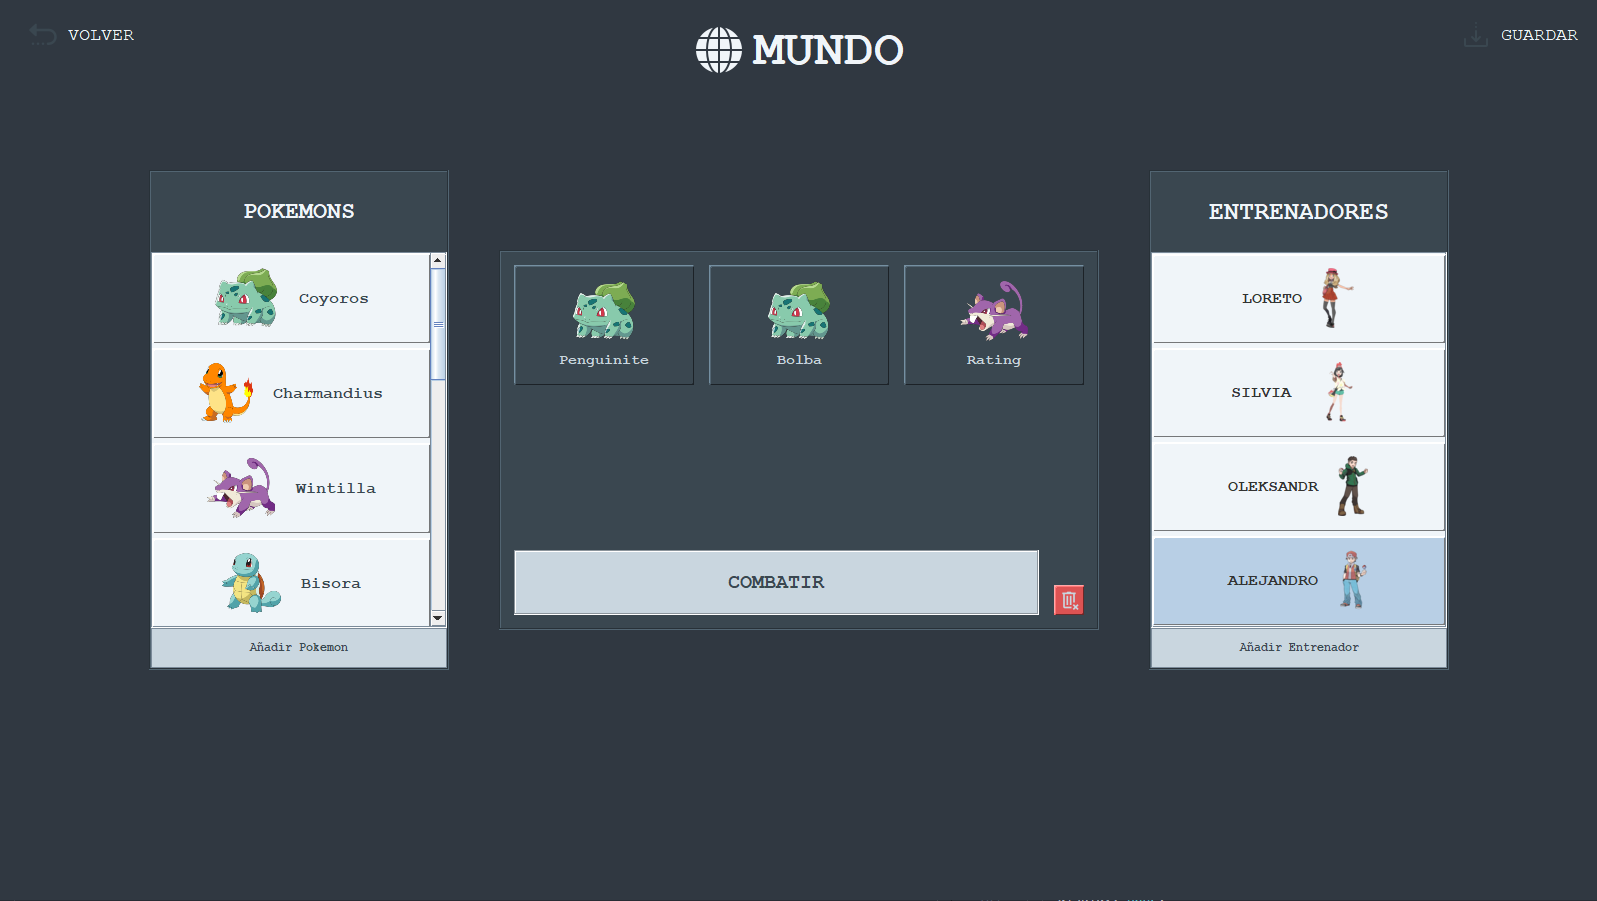 VOLVER
MUNDO
GUARDAR
POKEMONS
Coyoros
Charmandius
Wintilla
Bisora
Añadir Pokemon
Penguinite
Bolba
Rating
COMBATIR
ENTRENADORES
LORETO
SILVIA
OLEKSANDR
ALEJANDRO
Añadir Entrenador